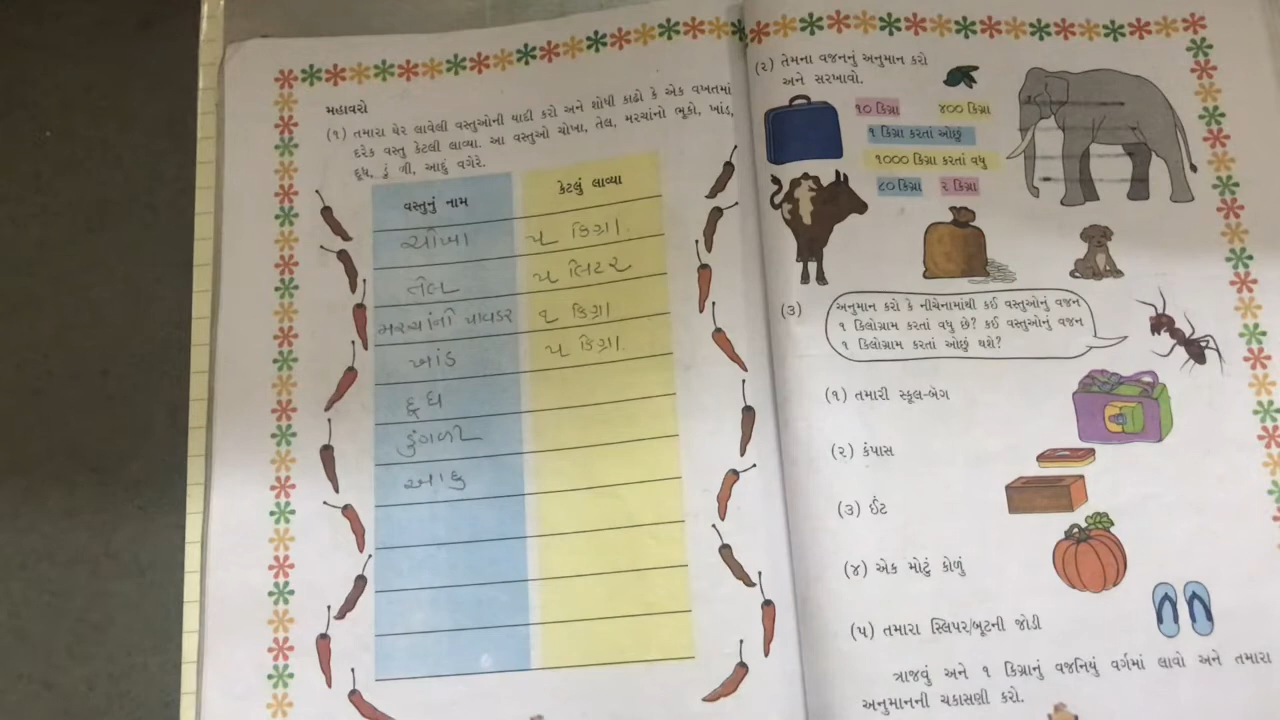 મહાવરો
(૧) તમારા ઘેર લાવેલી વસ્તુઓની યાદી કરો અને શોધી કાઢો કે એક વખતમાં
દરેક વસ્તુ કેટલી લાવ્યા. આ વસ્તુઓ ચોખા, તેલ, મરચાંનો ભૂકો, ખાંડ,
દૂધ, ડું ળી, આદું વગેરે.
વસ્તુનું નામ કેટલું લાવ્યા
ચોખા ૫ કિગ્રા.
તેલ ૫ લિટર
મરચાંની પાવડર ૨ કિગ્રા
ખાંડ ૫ કિગ્રા.
દૂધ
ડુંગળી
આદુ
(૨) તેમના વજનનું અનુમાન કરો
અને સરખાવો.
૧૦ કિગ્રા ૪૦૦ કિગ્રા
૧ કિગ્રા કરતાં ઓછું
૧૦૦૦ કિગ્રા કરતાં વધુ
૮૦ કિગ્રા ૨ કિગ્રા
(૩) અનુમાન કરો કે નીચેનામાંથી કઈ વસ્તુઓનું વજન
૧ કિલોગ્રામ કરતાં વધુ છે? કઈ વસ્તુઓનું વજન
૧ કિલોગ્રામ કરતાં ઓછું થશે?
(૧) તમારી સ્કૂલ-બેગ
(૨) કંપાસ
(૩) ઈંટ
(૪) એક મોટું કોળું
(૫) તમારા સ્લિપર/બૂટની જોડી
ત્રાજવું અને ૧ કિગ્રાનું વજનિયું વર્ગમાં લાવો અને તમારા
અનુમાનની ચકાસણી કરો.